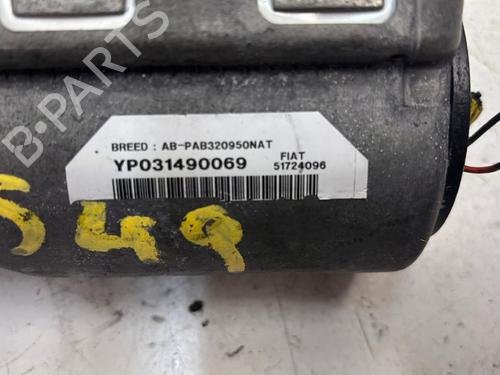 BREED : AB-PAB320950NAT
YP031490069
FIAT
51724096
549
B-Parts